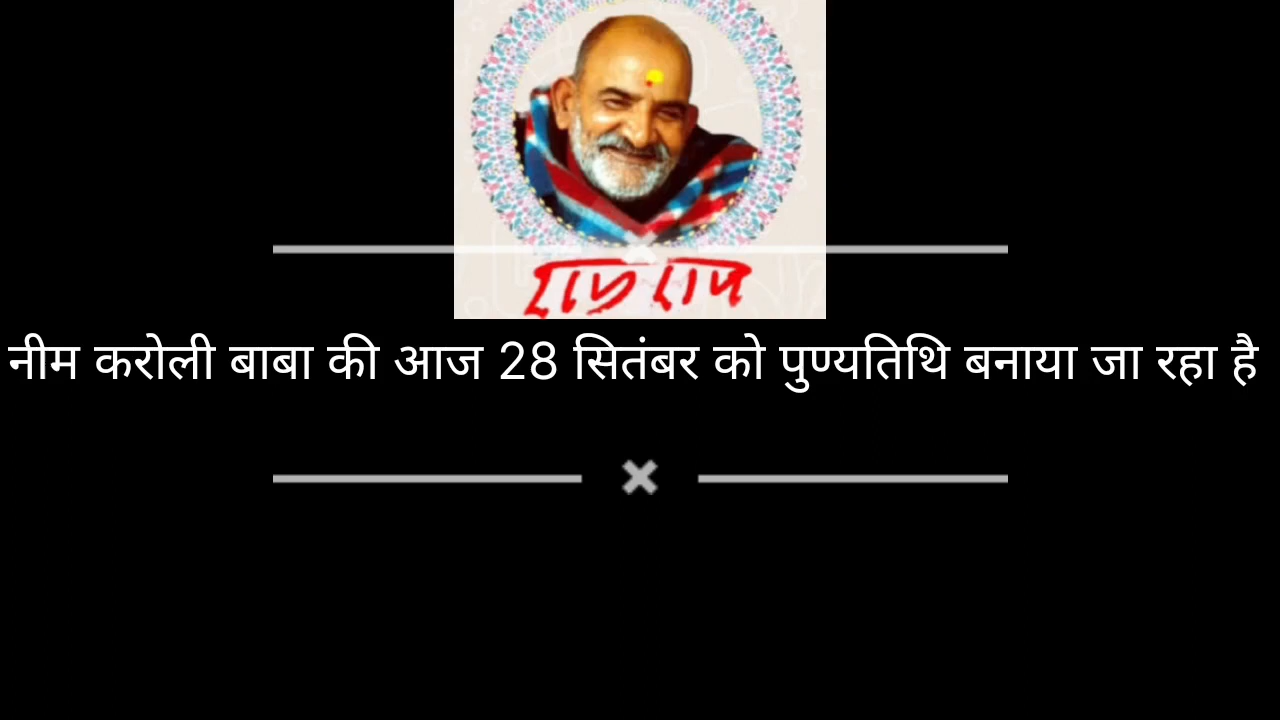 राम राम
नीम करोली बाबा की आज 28 सितंबर को पुण्यतिथि बनाया जा रहा है